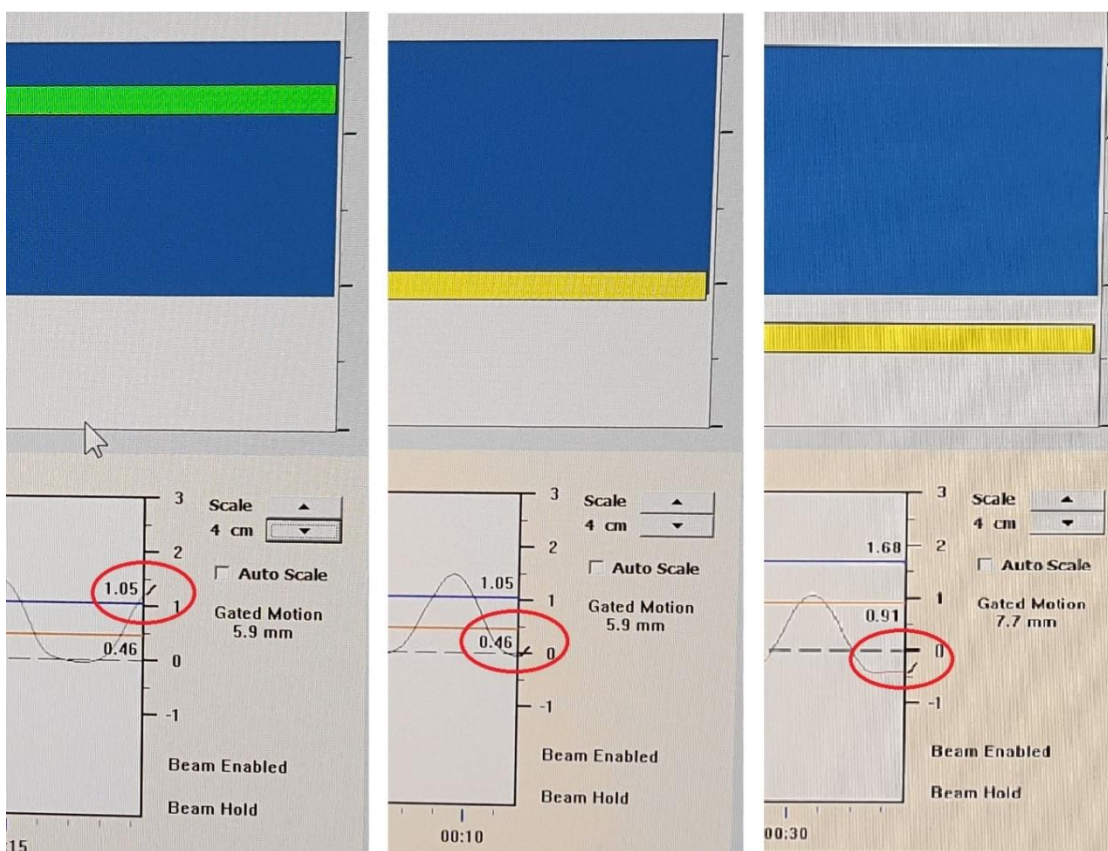 3
Scale
4 cm
2
Auto Scale
1.05
1
Gated Motion
5.9 mm
0.46
0
-1
Beam Enabled
Beam Hold
:15
3
Scale
4 cm
2
Auto Scale
1.05
1
Gated Motion
5.9 mm
0.46
0
-1
Beam Enabled
Beam Hold
00:10
3
Scale
4 cm
1.68
2
Auto Scale
1
Gated Motion
0.91
7.7 mm
0
-1
Beam Enabled
Beam Hold
00:30